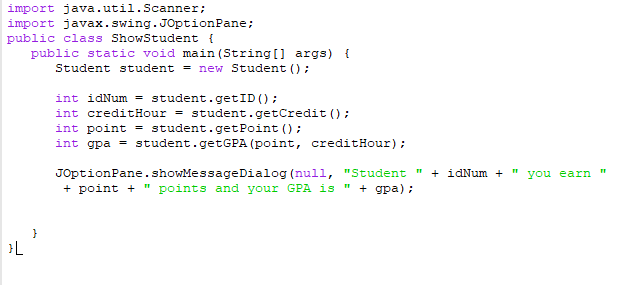 import java.util.Scanner;
import javax.swing.JOptionPane;
public class ShowStudent {
   public static void main(String[] args) {
      Student student = new Student();

      int idNum = student.getID();
      int creditHour = student.getCredit();
      int point = student.getPoint();
      int gpa = student.getGPA(point, creditHour);

      JOptionPane.showMessageDialog(null, "Student " + idNum + " you earn "
       + point + " points and your GPA is " + gpa);


   }
}